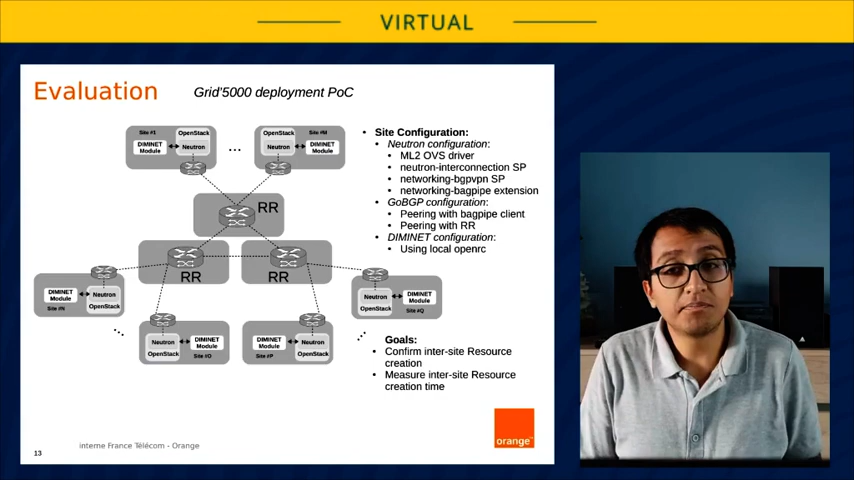 VIRTUAL
Evaluation
Grid'5000 deployment PoC
Site #1
OpenStack
DIMINET
Module
Neutron
...
OpenStack
Site #M
Neutron
DIMINET
Module
RR
RR
RR
DIMINET
Module
Neutron
Site #N
OpenStack
Neutron
DIMINET
Module
OpenStack
Site #Q
Neutron
DIMINET
Module
OpenStack
Site #O
DIMINET
Module
Neutron
Site #P
OpenStack
• Site Configuration:
• Neutron configuration:
• ML2 OVS driver
• neutron-interconnection SP
• networking-bgpvpn SP
• networking-bagpipe extension
• GoBGP configuration:
• Peering with bagpipe client
• Peering with RR
• DIMINET configuration:
• Using local openrc
Goals:
• Confirm inter-site Resource
creation
• Measure inter-site Resource
creation time
orange™
interne France Télécom - Orange
13